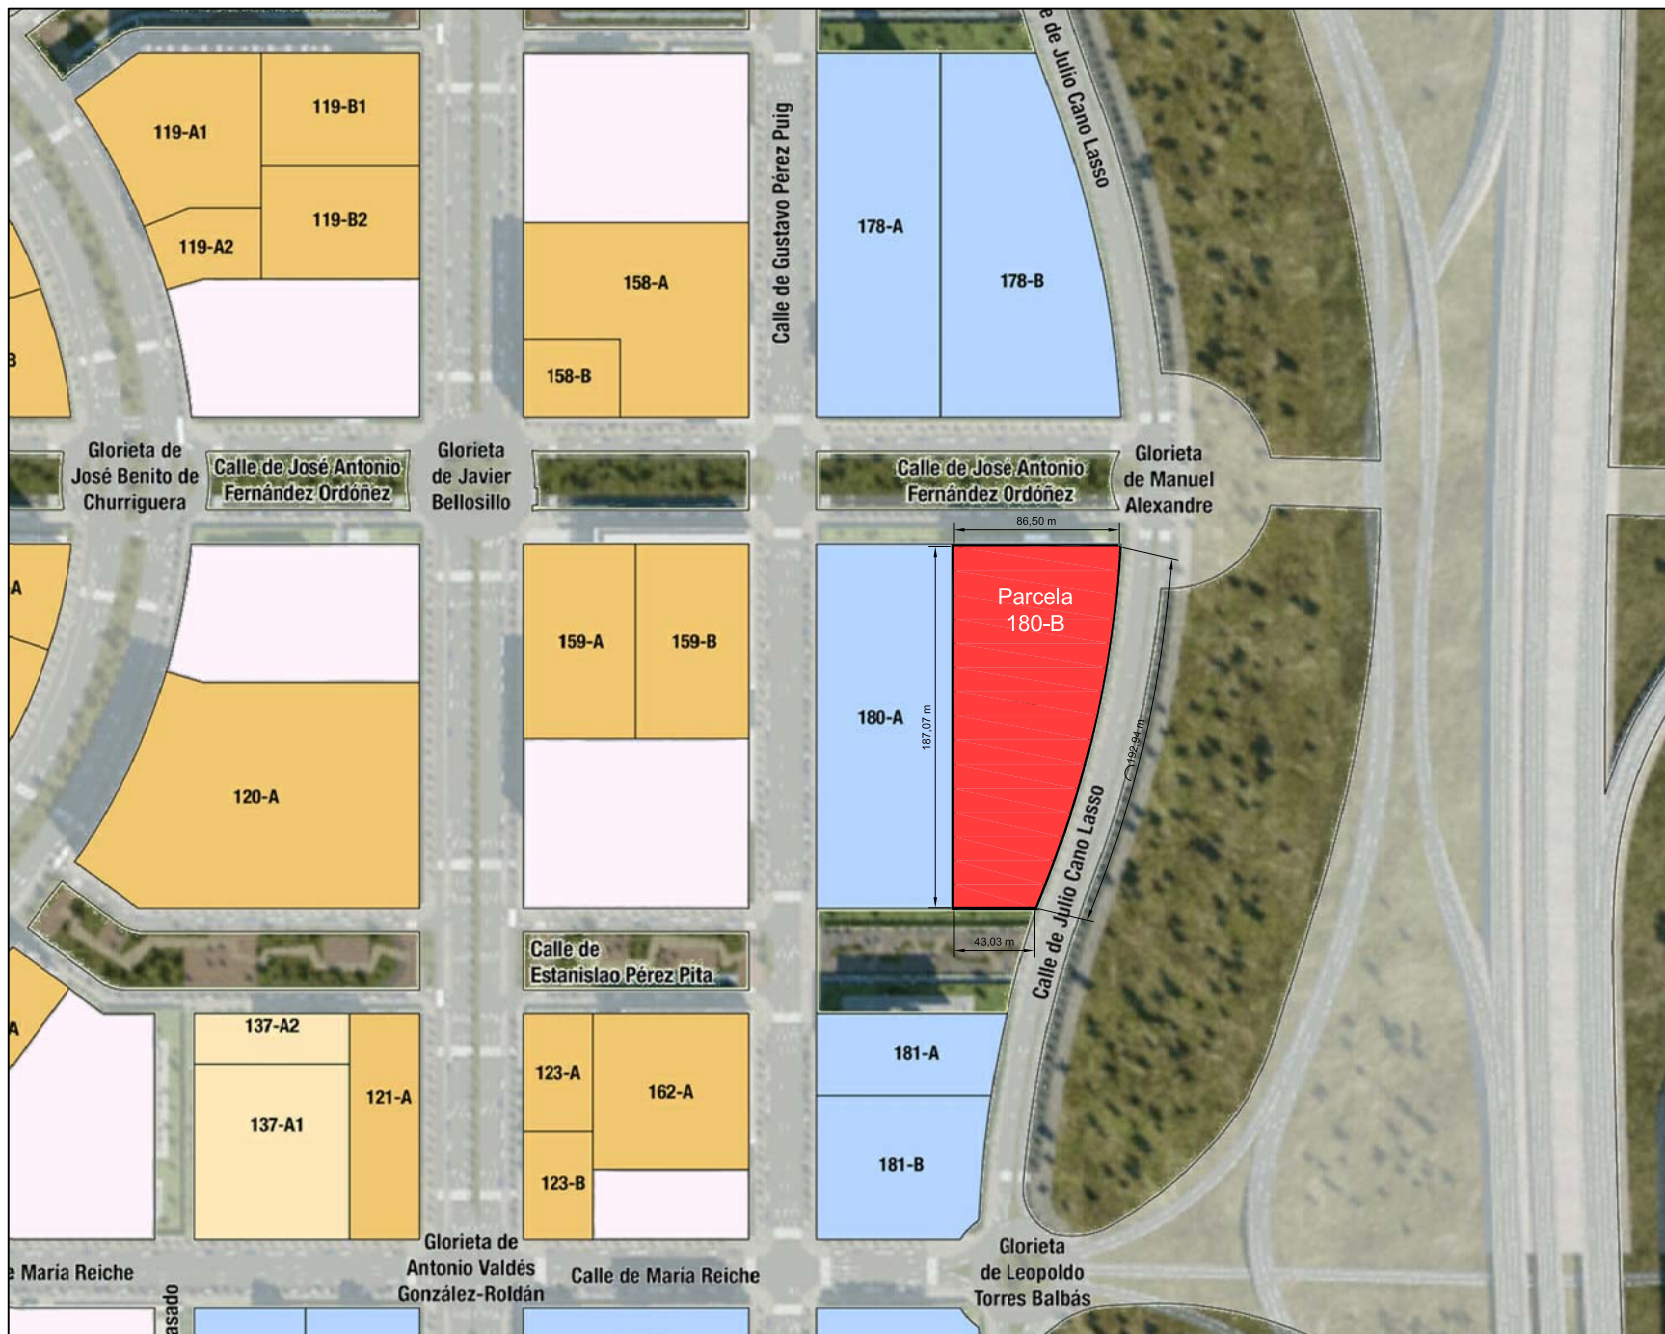 e de Julio Cano Lasso
119-A1
119-B1
119-B2
119-A2
158-A
158-B
Calle de Gustavo Pérez Puig
178-A
178-B
B
Glorieta de
José Benito de
Churriguera
Calle de José Antonio
Fernández Ordóñez
Glorieta
de Javier
Bellosillo
Calle de José Antonio
Fernández Ordóñez
Glorieta
de Manuel
Alexandre
86,50 m
A
159-A
159-B
Parcela
180-B
180-A
187,07 m
192,94 m
120-A
Calle de Julio Cano Lasso
43,03 m
Calle de
Estanislao Pérez Pita
A
137-A2
137-A1
121-A
123-A
162-A
123-B
181-A
181-B
Glorieta de
Antonio Valdés
González-Roldán
e María Reiche
Calle de María Reiche
Glorieta
de Leopoldo
Torres Balbás
asado